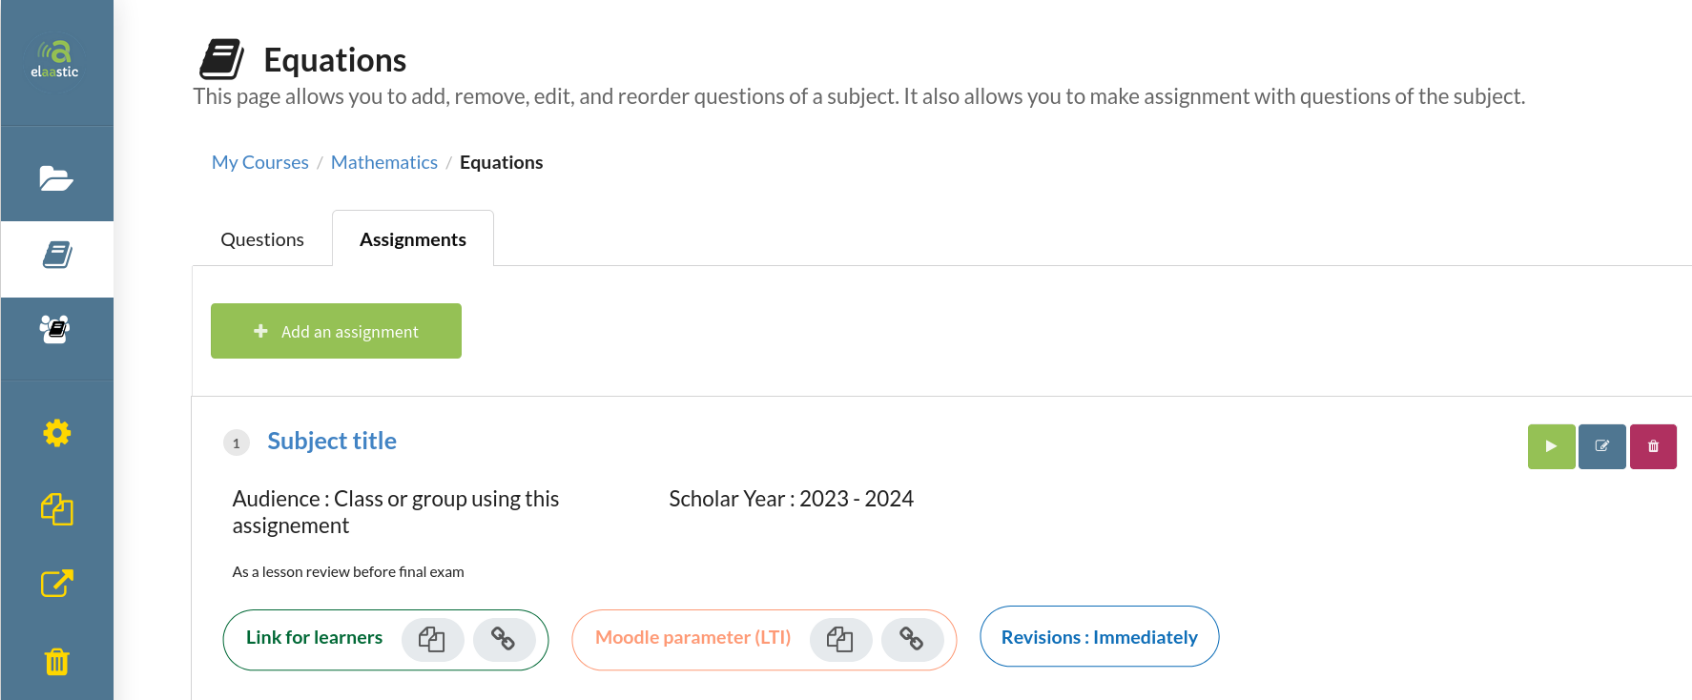 elaastic
Equations
This page allows you to add, remove, edit, and reorder questions of a subject. It also allows you to make assignment with questions of the subject.
My Courses / Mathematics / Equations
Questions
Assignments
Add an assignment
1 Subject title
Audience : Class or group using this
assignement
Scholar Year : 2023 - 2024
As a lesson review before final exam
Link for learners
Moodle parameter (LTI)
Revisions : Immediately